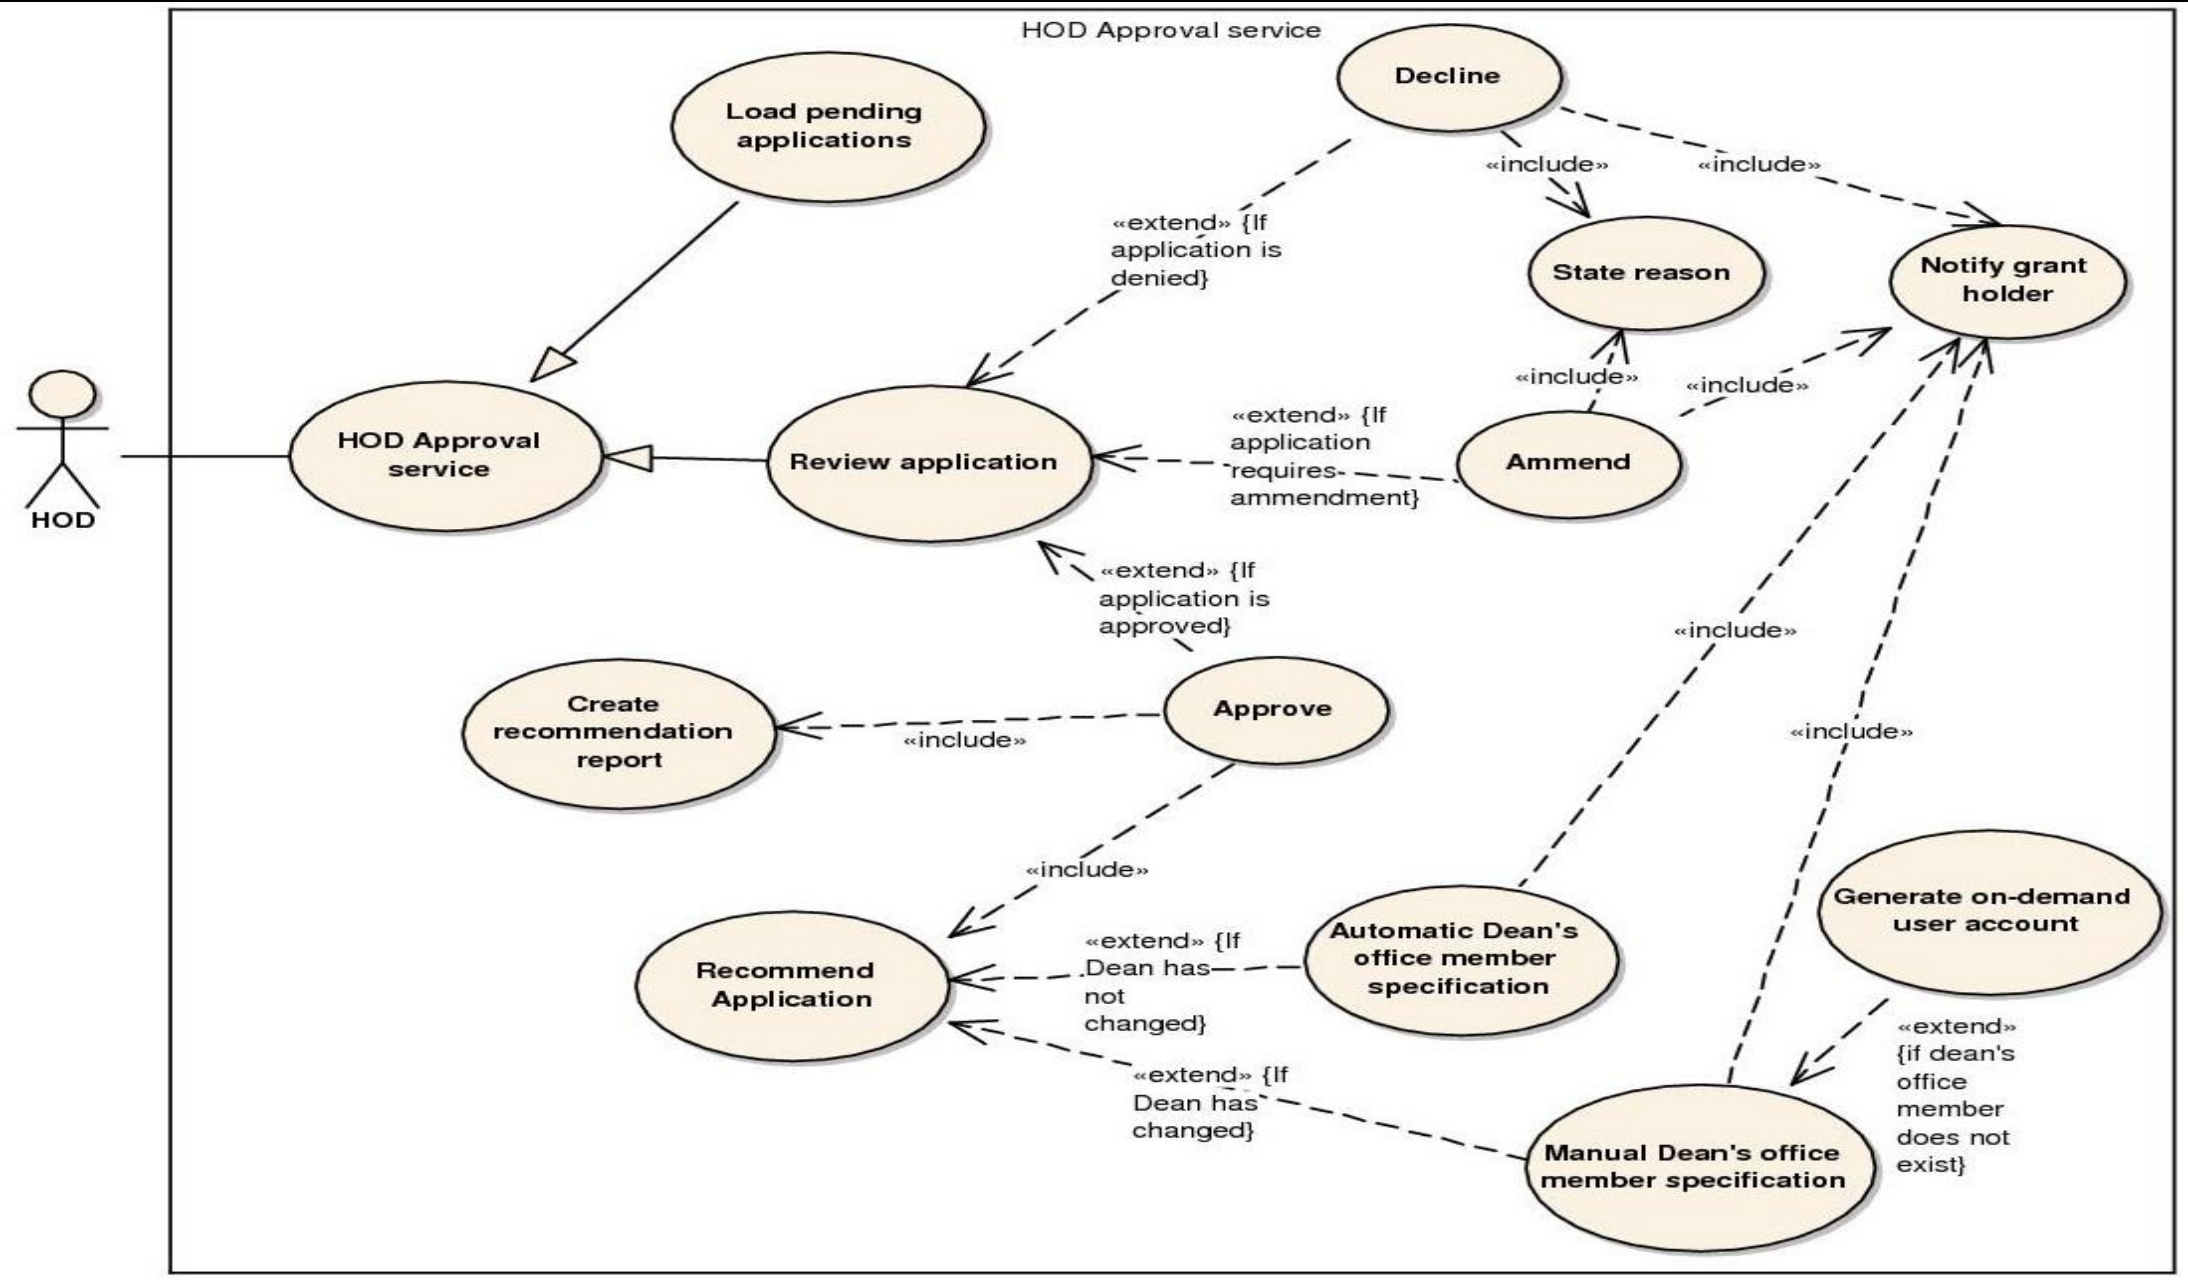 HOD Approval service
Decline
Load pending
applications
«include»
«include»
«extend» {If
application is
denied}
State reason
Notify grant
holder
«include»
«include»
«extend» {If
application
requires
ammendment}
HOD Approval
service
Review application
Ammend
HOD
«extend» {If
application is
approved}
«include»
Create
recommendation
report
Approve
«include»
«include»
«include»
Generate on-demand
user account
Automatic Dean's
office member
specification
«extend» {If
Dean has
not
changed}
Recommend
Application
«extend»
{if dean's
office
member
does not
exist}
«extend» {If
Dean has
changed}
Manual Dean's office
member specification